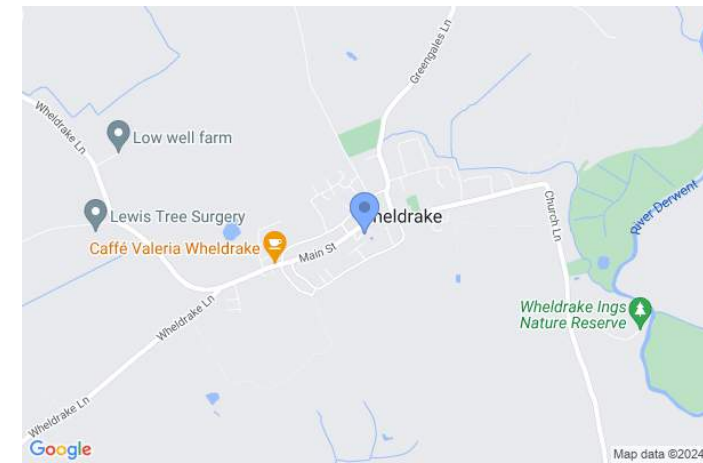 Greengales Ln
Wheldrake Ln
Low well farm
Lewis Tree Surgery
heldrake
Church Ln
River Derwent
Caffé Valeria Wheldrake
Main St
Wheldrake Ings
Nature Reserve
Wheldrake Ln
Wheldrake Ln
Google
Map data ©2024